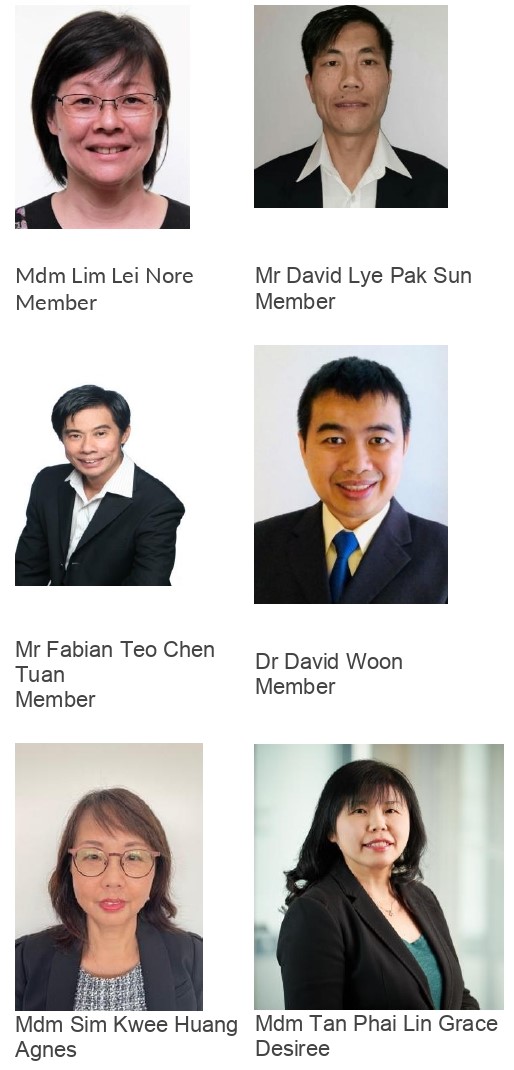 Mdm Lim Lei Nore
Member
Mr David Lye Pak Sun
Member
Mr Fabian Teo Chen
Tuan
Member
Dr David Woon
Member
Mdm Sim Kwee Huang
Agnes
Mdm Tan Phai Lin Grace
Desiree